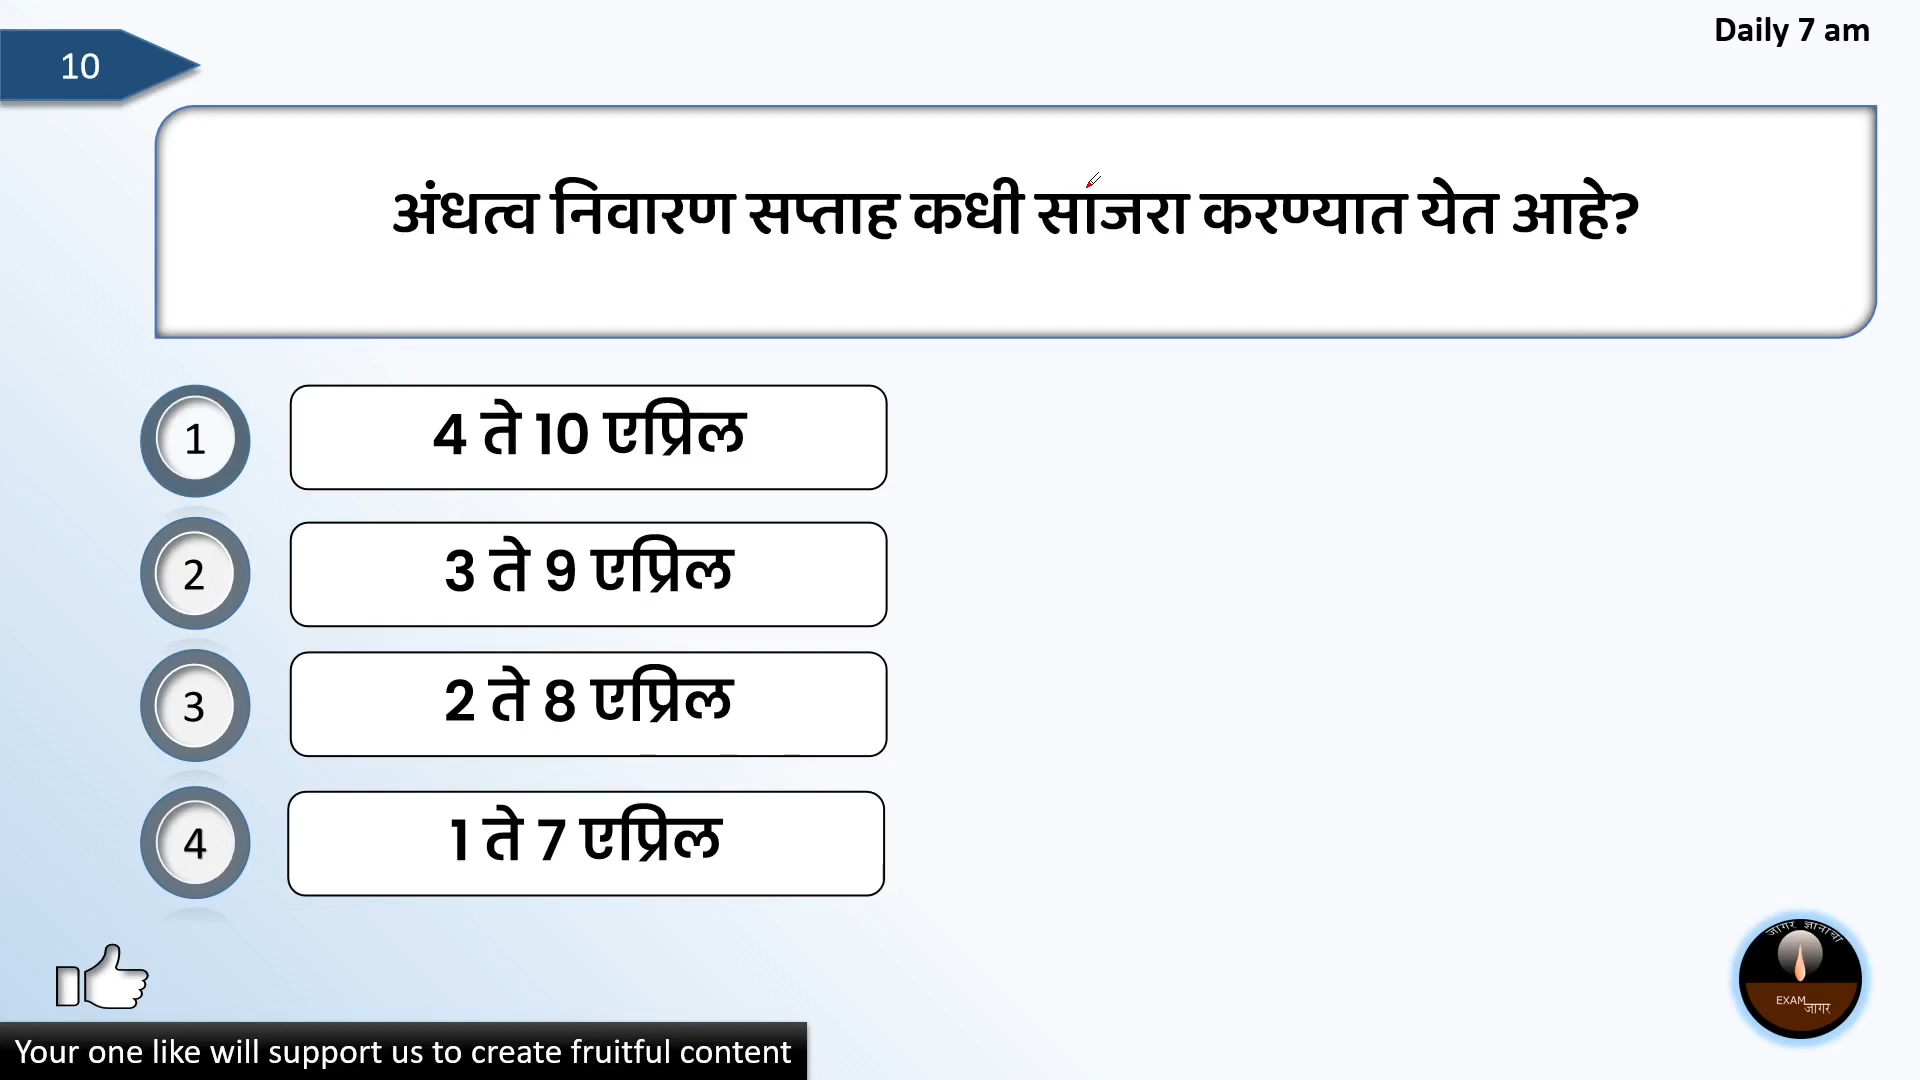 Daily 7 am
10
अंधत्व निवारण सप्ताह कधी साजरा करण्यात येत आहे?
1
4 ते 10 एप्रिल
2
3 ते 9 एप्रिल
3
2 ते 8 एप्रिल
4
1 ते 7 एप्रिल
जागर ज्ञानाचा
EXAM
जागर
Your one like will support us to create fruitful content